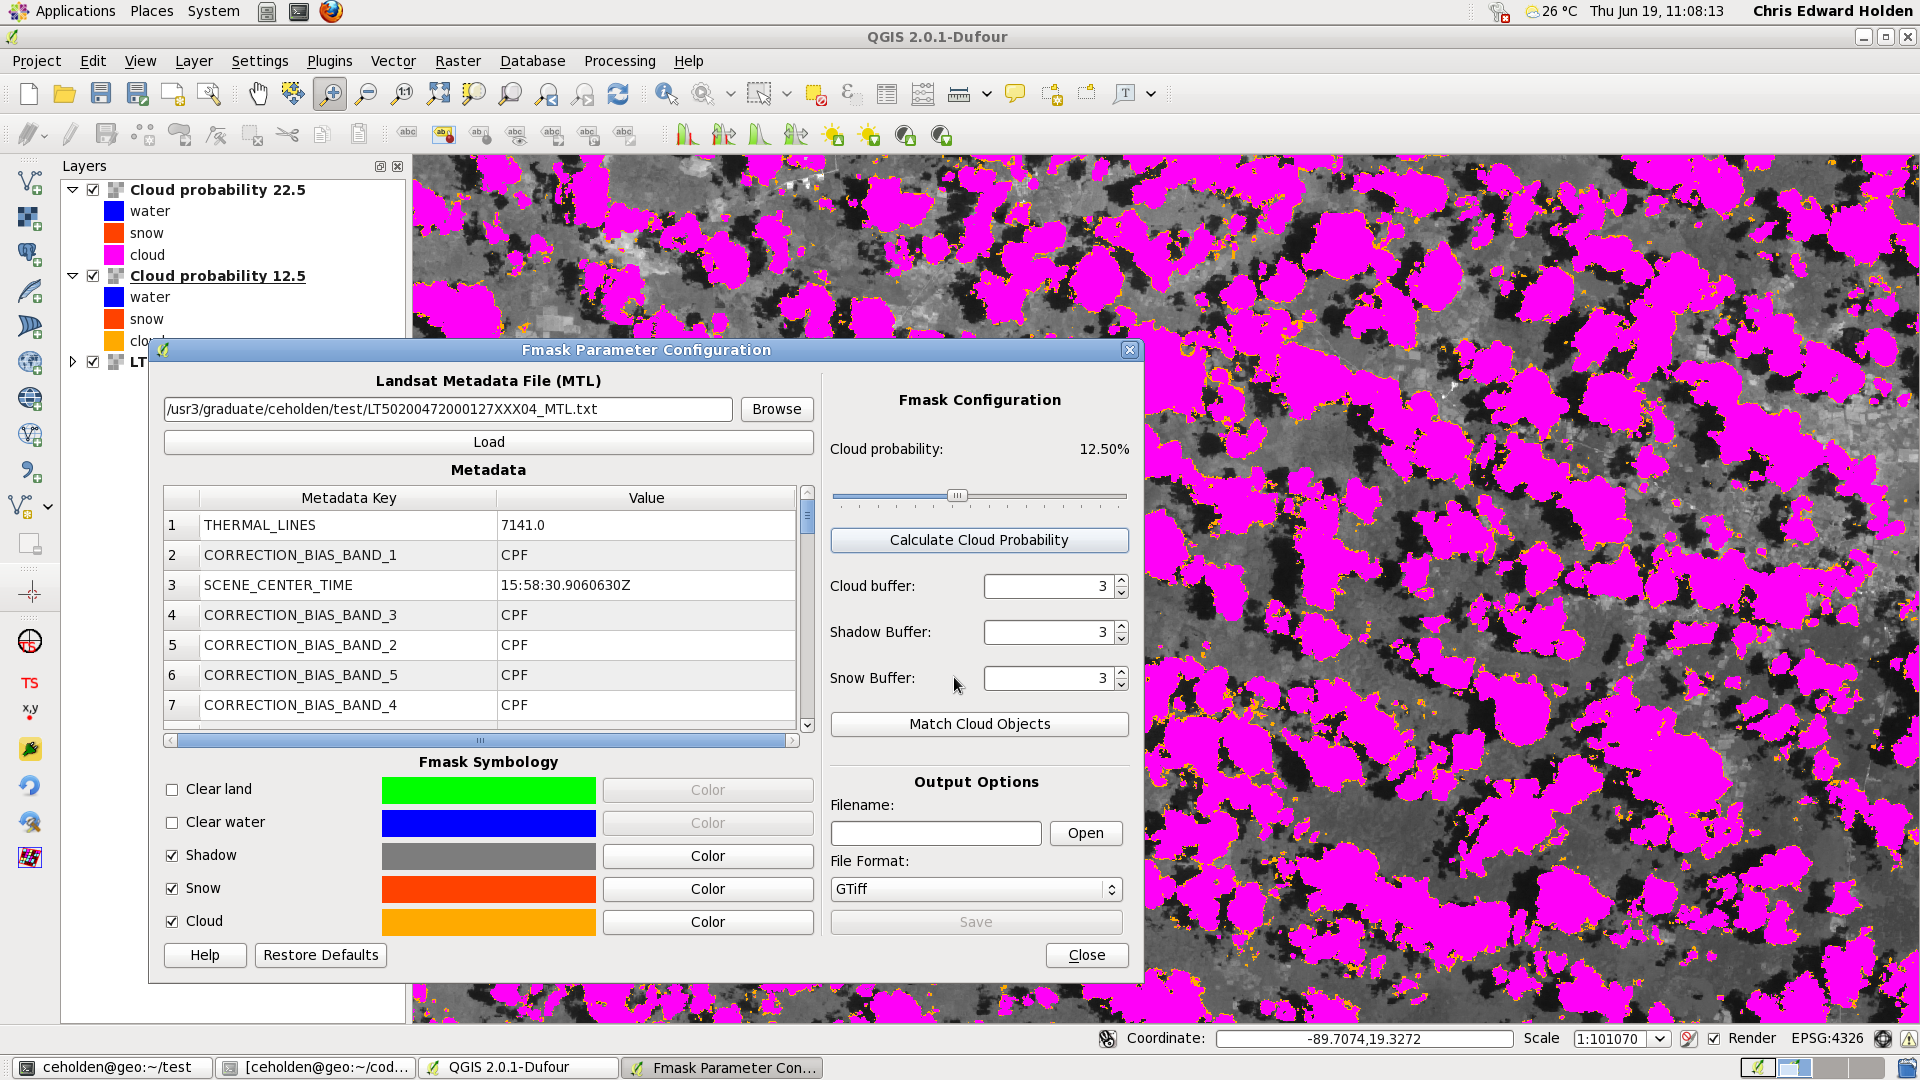 Applications Places System 26 °C Thu Jun 19, 11:08:13 Chris Edward Holden
QGIS 2.0.1-Dufour
Project Edit View Layer Settings Plugins Vector Raster Database Processing Help
Layers
Cloud probability 22.5
water
snow
cloud
Cloud probability 12.5
water
snow
LT
Fmask Parameter Configuration
Landsat Metadata File (MTL)
/usr3/graduate/ceholden/test/LT50200472000127XXX04_MTL.txt Browse
Load
Metadata
Metadata Key Value
1 THERMAL_LINES 7141.0
2 CORRECTION_BIAS_BAND_1 CPF
3 SCENE_CENTER_TIME 15:58:30.9060630Z
4 CORRECTION_BIAS_BAND_3 CPF
5 CORRECTION_BIAS_BAND_2 CPF
6 CORRECTION_BIAS_BAND_5 CPF
7 CORRECTION_BIAS_BAND_4 CPF
Fmask Symbology
Clear land Color
Clear water Color
Shadow Color
Snow Color
Cloud Color
Help Restore Defaults
Fmask Configuration
Cloud probability: 12.50%
Calculate Cloud Probability
Cloud buffer: 3
Shadow Buffer: 3
Snow Buffer: 3
Match Cloud Objects
Output Options
Filename:
Open
File Format:
GTiff
Save
Close
TS
x,y
Coordinate: -89.7074,19.3272 Scale 1:101070 Render EPSG:4326
ceholden@geo:~/test [ceholden@geo:~/cod... QGIS 2.0.1-Dufour Fmask Parameter Con...